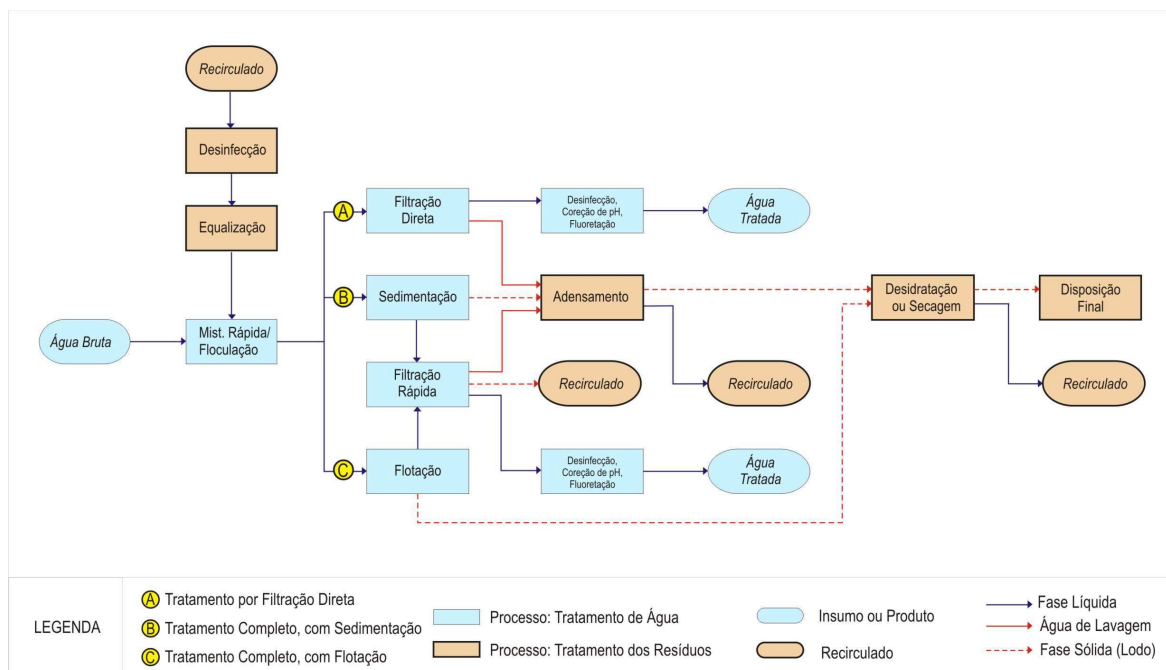 Recirculado
Desinfecção
Equalização
Água Bruta
Mist. Rápida/
Floculação
A
Filtração
Direta
Desinfecção,
Coreção de pH,
Fluoretação
Água
Tratada
B
Sedimentação
Adensamento
Desidratação
ou Secagem
Disposição
Final
Filtração
Rápida
Recirculado
Recirculado
Recirculado
C
Flotação
Desinfecção,
Coreção de pH,
Fluoretação
Água
Tratada
LEGENDA
A Tratamento por Filtração Direta
B Tratamento Completo, com Sedimentação
C Tratamento Completo, com Flotação
Processo: Tratamento de Água
Processo: Tratamento dos Resíduos
Insumo ou Produto
Recirculado
Fase Líquida
Água de Lavagem
Fase Sólida (Lodo)